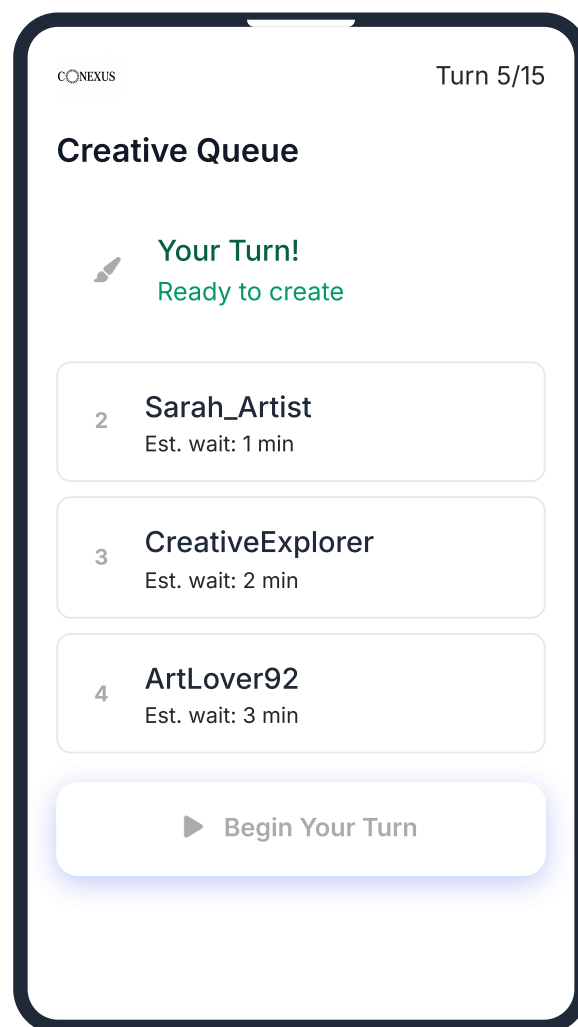 CONEXUS
Turn 5/15
Creative Queue
Your Turn!
Ready to create
2
Sarah_Artist
Est. wait: 1 min
3
CreativeExplorer
Est. wait: 2 min
4
ArtLover92
Est. wait: 3 min
Begin Your Turn